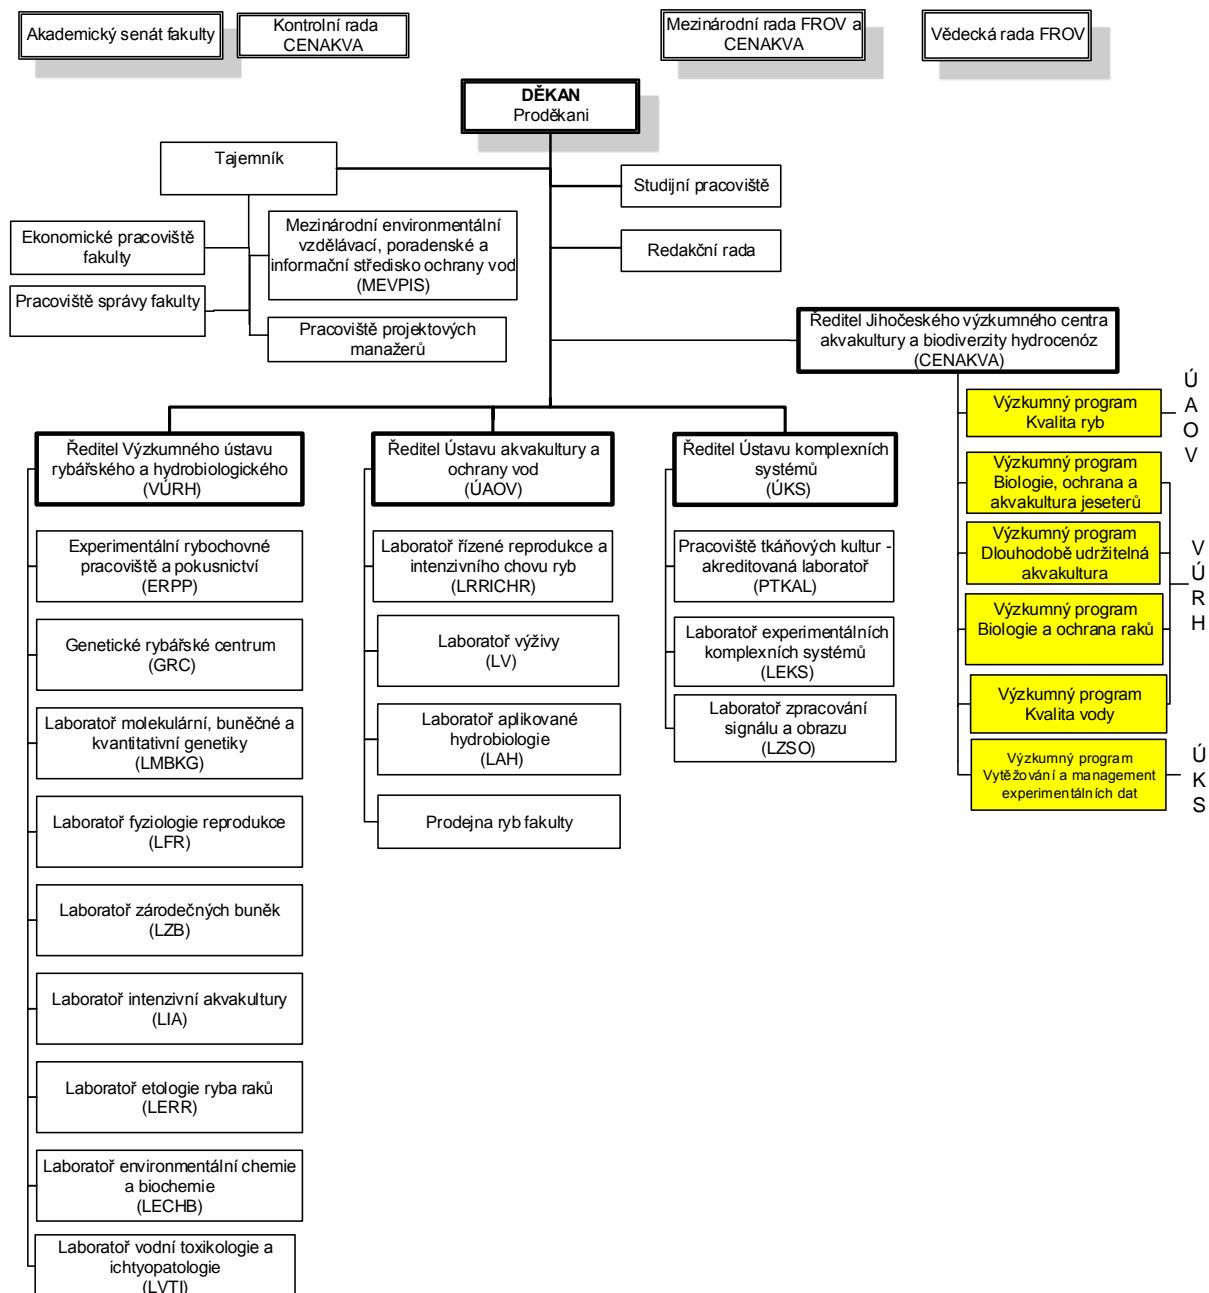 Akademický senát fakulty
Kontrolní rada
CENAKVA
Mezinárodní rada FROV a
CENAKVA
Vědecká rada FROV
DĚKAN
Proděkani
Tajemník
Studijní pracoviště
Ekonomické pracoviště
fakulty
Mezinárodní environmentální
vzdělávací, poradenské a
informační středisko ochrany vod
(MEVPIS)
Redakční rada
Pracoviště správy fakulty
Pracoviště projektových
manažerů
Ředitel Jihočeského výzkumného centra
akvakultury a biodiverzity hydrocenóz
(CENAKVA)
Ředitel Výzkumného ústavu
rybářského a hydrobiologického
(VÚRH)
Experimentální rybochovné
pracoviště a pokusnictví
(ERPP)
Genetické rybářské centrum
(GRC)
Laboratoř molekulární, buněčné a
kvantitativní genetiky
(LMBKG)
Laboratoř fyziologie reprodukce
(LFR)
Laboratoř zárodečných buněk
(LZB)
Laboratoř intenzivní akvakultury
(LIA)
Laboratoř etologie ryba raků
(LERR)
Laboratoř environmentální chemie
a biochemie
(LECHB)
Laboratoř vodní toxikologie a
ichtyopatologie
(LVTI)
Ředitel Ústavu akvakultury a
ochrany vod
(ÚAOV)
Laboratoř řízené reprodukce a
intenzivního chovu ryb
(LRRICHR)
Laboratoř výživy
(LV)
Laboratoř aplikované
hydrobiologie
(LAH)
Prodejna ryb fakulty
Ředitel Ústavu komplexních
systémů
(ÚKS)
Pracoviště tkáňových kultur -
akreditovaná laboratoř
(PTKAL)
Laboratoř experimentálních
komplexních systémů
(LEKS)
Laboratoř zpracování
signálu a obrazu
(LZSO)
Výzkumný program
Kvalita ryb
Výzkumný program
Biologie, ochrana a
akvakultura jeseterů
Výzkumný program
Dlouhodobě udržitelná
akvakultura
Výzkumný program
Biologie a ochrana raků
Výzkumný program
Kvalita vody
Výzkumný program
Vytěžování a management
experimentálních dat
Ú
A
O
V
V
Ú
R
H
Ú
K
S